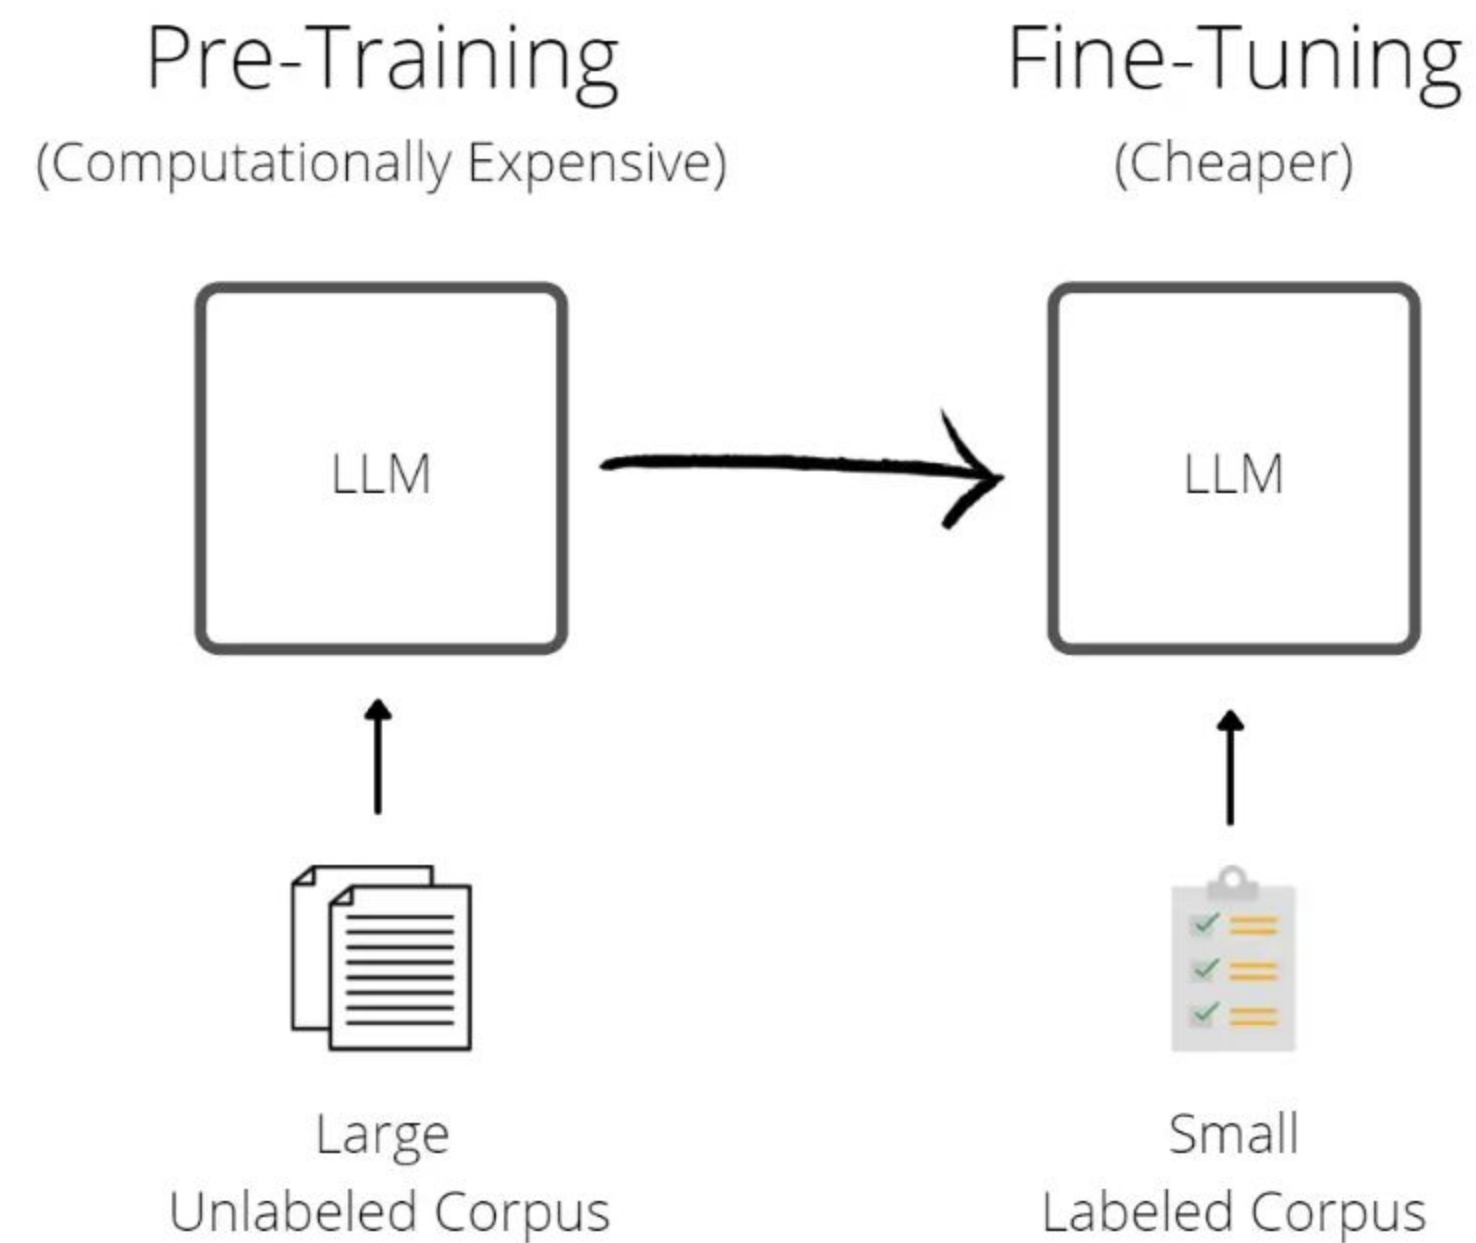 Pre-Training
(Computationally Expensive)
LLM
Large
Unlabeled Corpus
Fine-Tuning
(Cheaper)
LLM
Small
Labeled Corpus